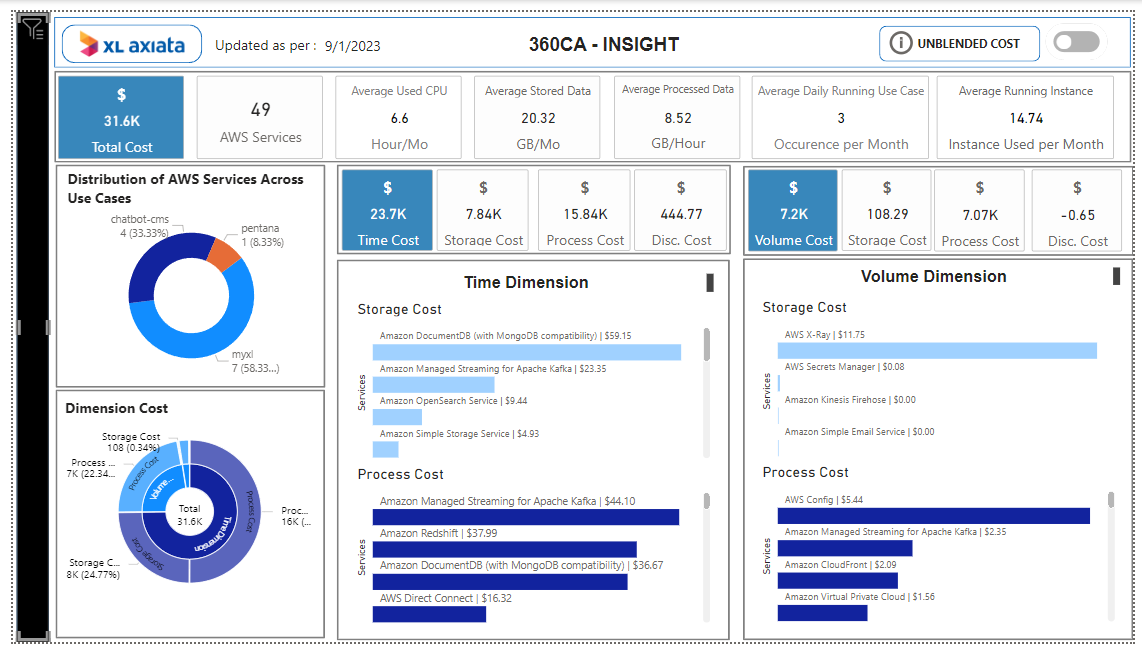 xl axiata
Updated as per : 9/1/2023
360CA - INSIGHT
UNBLENDED COST
$
31.6K
Total Cost
49
AWS Services
Average Used CPU
6.6
Hour/Mo
Average Stored Data
20.32
GB/Mo
Average Processed Data
8.52
GB/Hour
Average Daily Running Use Case
3
Occurence per Month
Average Running Instance
14.74
Instance Used per Month
Distribution of AWS Services Across
Use Cases
chatbot-cms
4 (33.33%)
pentana
1 (8.33%)
myxl
7 (58.33...)
Dimension Cost
Storage Cost
108 (0.34%)
Process ...
7K (22.34...
Storage C...
8K (24.77%)
Proc...
16K (...
Process Cost
Volume...
Process Cost
Time Dimension
Storage Cost
Total
31.6K
$
23.7K
Time Cost
$
7.84K
Storage Cost
$
15.84K
Process Cost
$
444.77
Disc. Cost
Time Dimension
Storage Cost
Services
Amazon DocumentDB (with MongoDB compatibility) | $59.15
Amazon Managed Streaming for Apache Kafka | $23.35
Amazon OpenSearch Service | $9.44
Amazon Simple Storage Service | $4.93
Process Cost
Services
Amazon Managed Streaming for Apache Kafka | $44.10
Amazon Redshift | $37.99
Amazon DocumentDB (with MongoDB compatibility) | $36.67
AWS Direct Connect | $16.32
$
7.2K
Volume Cost
$
108.29
Storage Cost
$
7.07K
Process Cost
$
-0.65
Disc. Cost
Volume Dimension
Storage Cost
Services
AWS X-Ray | $11.75
AWS Secrets Manager | $0.08
Amazon Kinesis Firehose | $0.00
Amazon Simple Email Service | $0.00
Process Cost
Services
AWS Config | $5.44
Amazon Managed Streaming for Apache Kafka | $2.35
Amazon CloudFront | $2.09
Amazon Virtual Private Cloud | $1.56